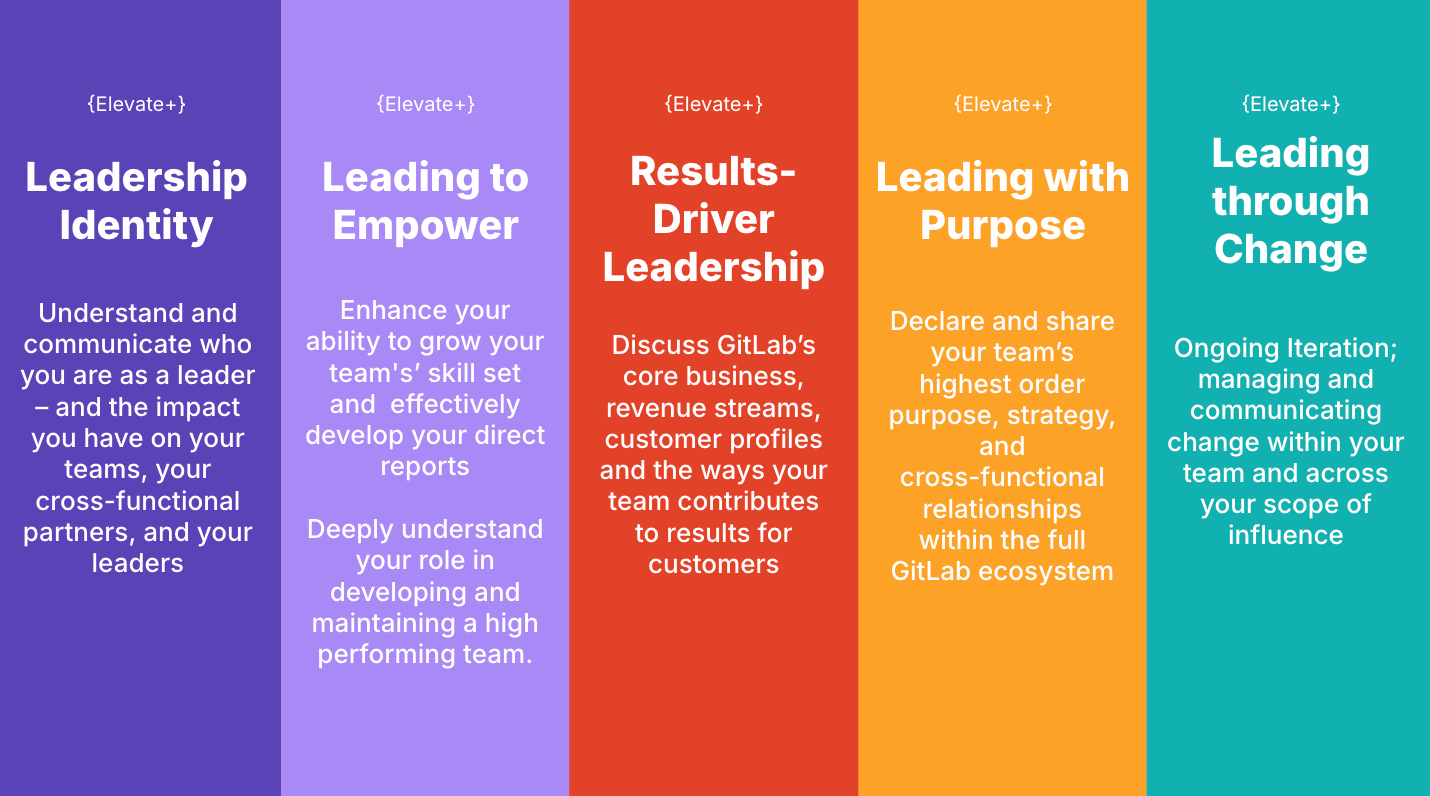 {Elevate+}
Leadership
Identity
Understand and
communicate who
you are as a leader
– and the impact
you have on your
teams, your
cross-functional
partners, and your
leaders
{Elevate+}
Leading to
Empower
Enhance your
ability to grow your
team's’ skill set
and  effectively
develop your direct
reports
Deeply understand
your role in
developing and
maintaining a high
performing team.
{Elevate+}
Results-
Driver
Leadership
Discuss GitLab’s
core business,
revenue streams,
customer profiles
and the ways your
team contributes
to results for
customers
{Elevate+}
Leading with
Purpose
Declare and share
your team’s
highest order
purpose, strategy,
and
cross-functional
relationships
within the full
GitLab ecosystem
{Elevate+}
Leading
through
Change
Ongoing Iteration;
managing and
communicating
change within your
team and across
your scope of
influence